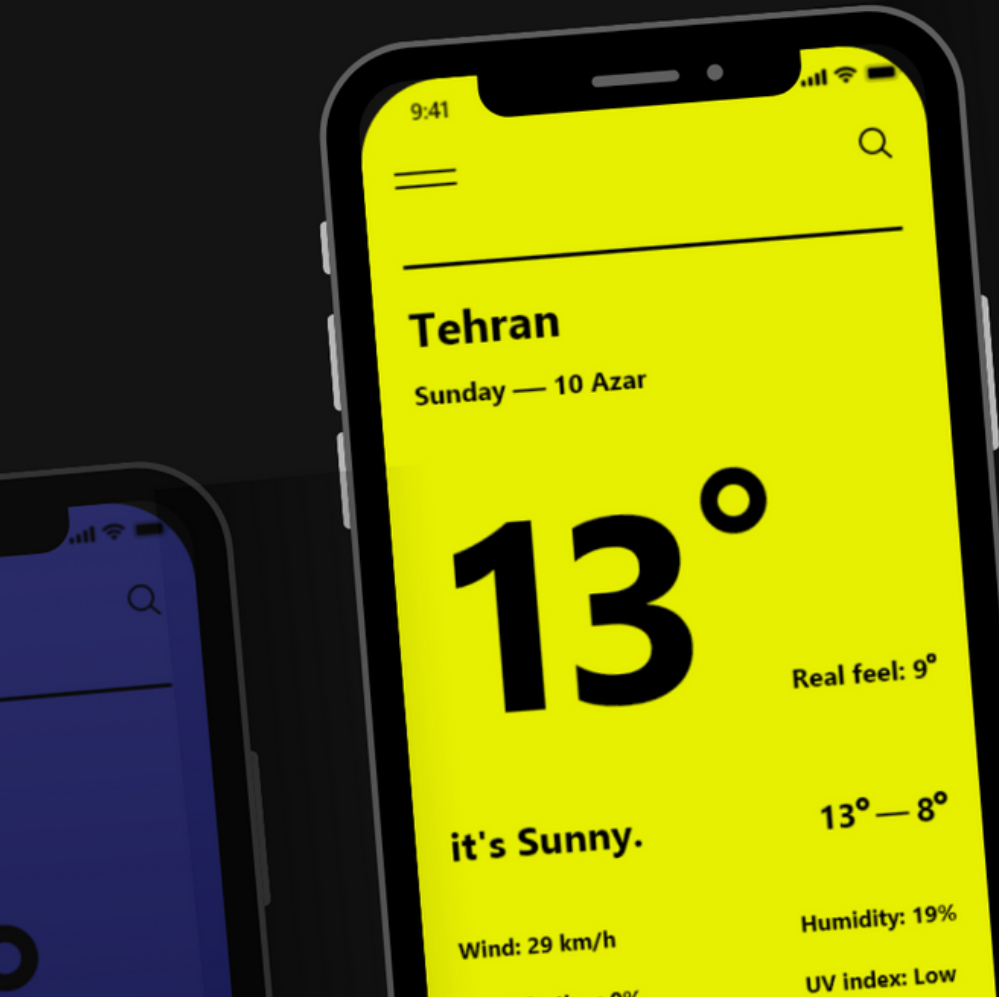 9:41
Tehran
Sunday — 10 Azar
13°
Real feel: 9°
13° — 8°
it's Sunny.
Humidity: 19%
Wind: 29 km/h
UV index: Low